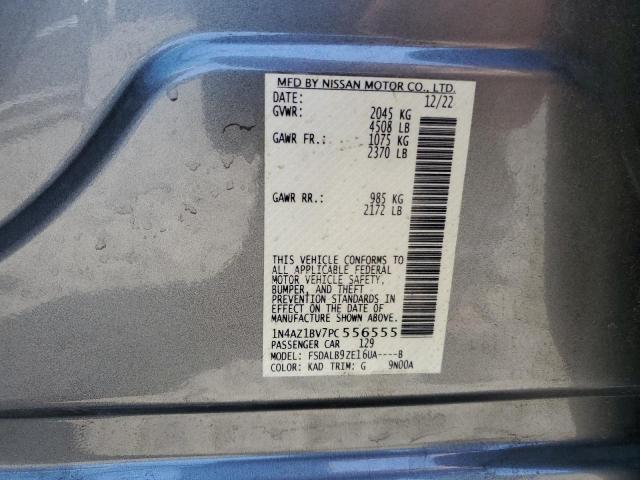 MFD BY NISSAN MOTOR CO., LTD.
DATE: 12/22
GVWR: 2045 KG
4508 LB
GAWR FR.: 1075 KG
2370 LB
GAWR RR.: 985 KG
2172 LB
THIS VEHICLE CONFORMS TO
ALL APPLICABLE FEDERAL
MOTOR VEHICLE SAFETY,
BUMPER, AND THEFT
PREVENTION STANDARDS IN
EFFECT ON THE DATE OF
MANUFACTURE SHOWN ABOVE.
1N4AZ1BV7PC556555
PASSENGER CAR 129
MODEL: FSDALB9ZE16UA----B
COLOR: KAD TRIM: G 9N00A